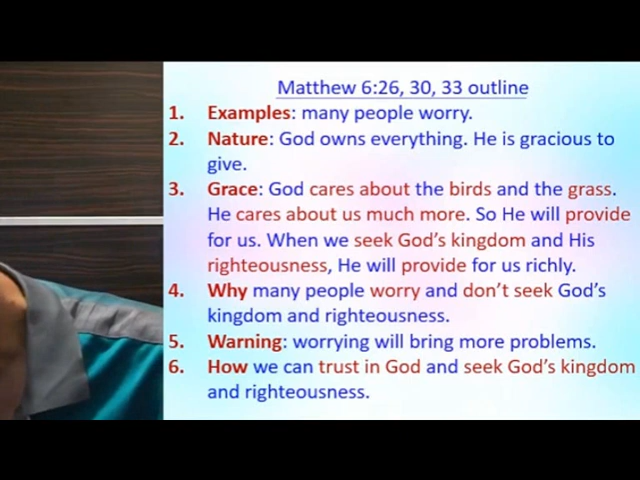 Matthew 6:26, 30, 33 outline
1. Examples: many people worry.
2. Nature: God owns everything. He is gracious to
give.
3. Grace: God cares about the birds and the grass.
He cares about us much more. So He will provide
for us. When we seek God's kingdom and His
righteousness, He will provide for us richly.
4. Why many people worry and don't seek God's
kingdom and righteousness.
5. Warning: worrying will bring more problems.
6. How we can trust in God and seek God's kingdom
and righteousness.